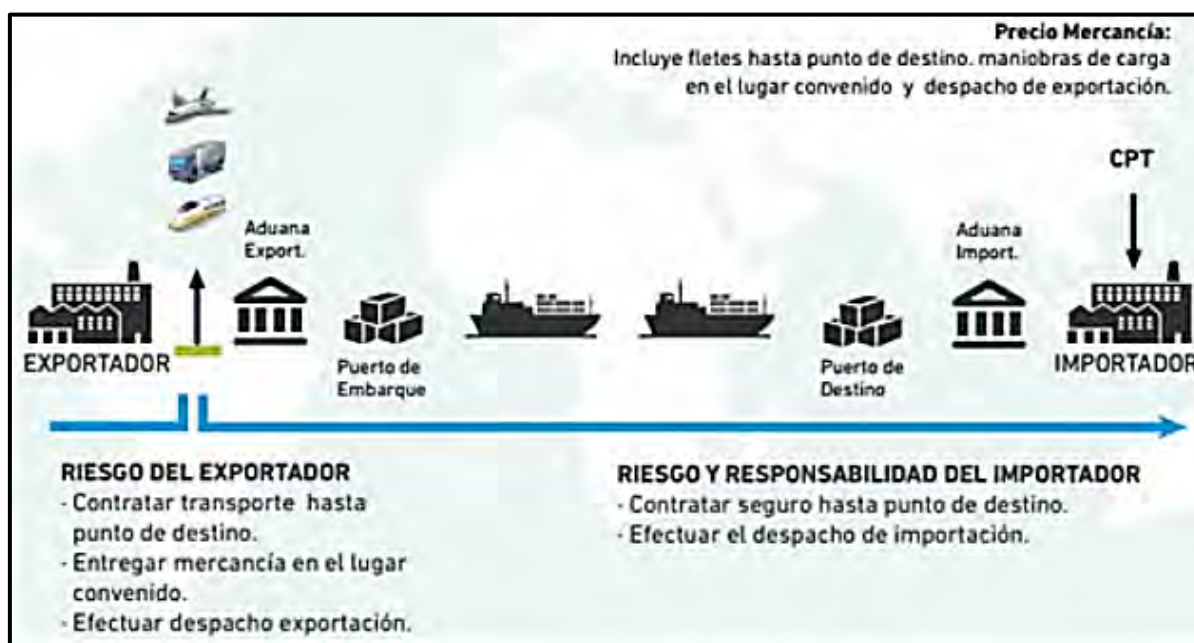 Precio Mercancía:
Incluye fletes hasta punto de destino. maniobras de carga
en el lugar convenido y despacho de exportación.
CPT
Aduana
Export.
Aduana
Import.
EXPORTADOR
Puerto de
Embarque
Puerto de
Destino
IMPORTADOR
RIESGO DEL EXPORTADOR
· Contratar transporte hasta
punto de destino.
· Entregar mercancía en el lugar
convenido.
· Efectuar despacho exportación.
RIESGO Y RESPONSABILIDAD DEL IMPORTADOR
· Contratar seguro hasta punto de destino.
· Efectuar el despacho de importación.